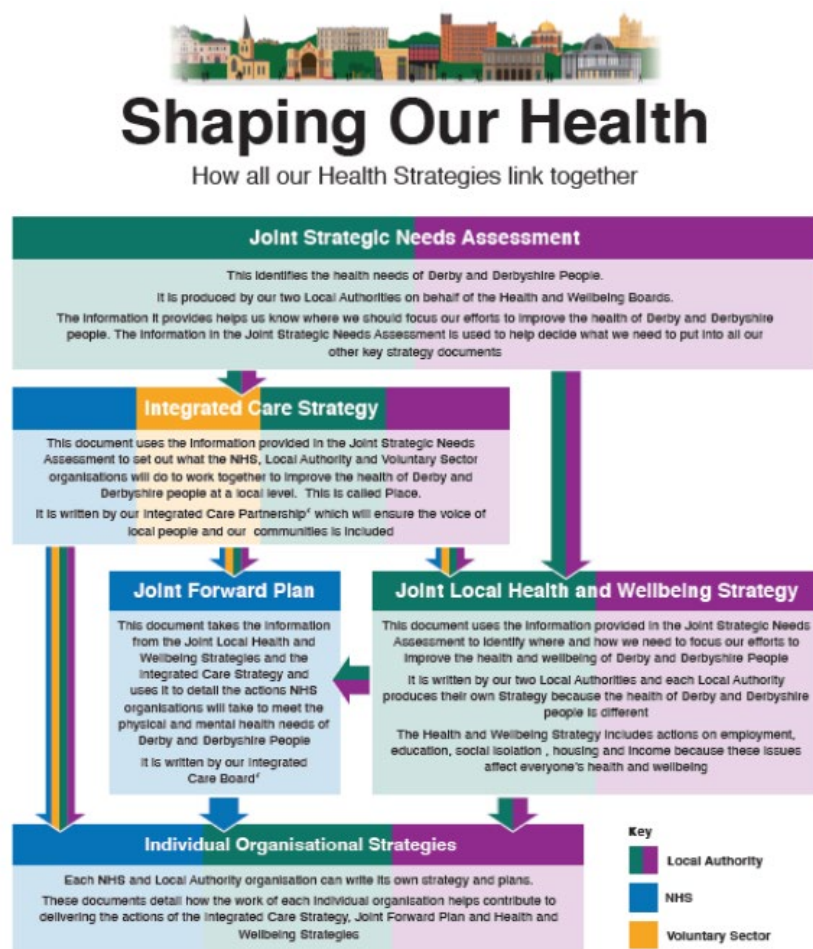 Shaping Our Health
How all our Health Strategies link together
Joint Strategic Needs Assessment
This identifies the health needs of Derby and Derbyshire People.
It is produced by our two Local Authorities on behalf of the Health and Wellbeing Boards.
The information it provides helps us know where we should focus our efforts to improve the health of Derby and Derbyshire
people. The information in the Joint Strategic Needs Assessment is used to help decide what we need to put into all our
other key strategy documents
Integrated Care Strategy
This document uses the information provided in the Joint Strategic Needs
Assessment to set out what the NHS, Local Authority and Voluntary Sector
organisations will do to work together to improve the health of Derby and
Derbyshire people at a local level. This is called Place.
It is written by our Integrated Care Partnership which will ensure the voice of
local people and our communities is included
Joint Forward Plan
This document takes the information
from the Joint Local Health and
Wellbeing Strategies and the
Integrated Care Strategy and
uses it to detail the actions NHS
organisations will take to meet the
physical and mental health needs of
Derby and Derbyshire People
It is written by our Integrated
Care Board
Joint Local Health and Wellbeing Strategy
This document uses the information provided in the Joint Strategic Needs
Assessment to identify where and how we need to focus our efforts to
improve the health and wellbeing of Derby and Derbyshire People
It is written by our two Local Authorities and each Local Authority
produces their own Strategy because the health of Derby and Derbyshire
people is different
The Health and Wellbeing Strategy includes actions on employment,
education, social isolation , housing and income because these issues
affect everyone's health and wellbeing
Individual Organisational Strategies
Each NHS and Local Authority organisation can write its own strategy and plans.
These documents detail how the work of each individual organisation helps contribute to
delivering the actions of the Integrated Care Strategy, Joint Forward Plan and Health and
Wellbeing Strategies
Key
Local Authority
NHS
Voluntary Sector